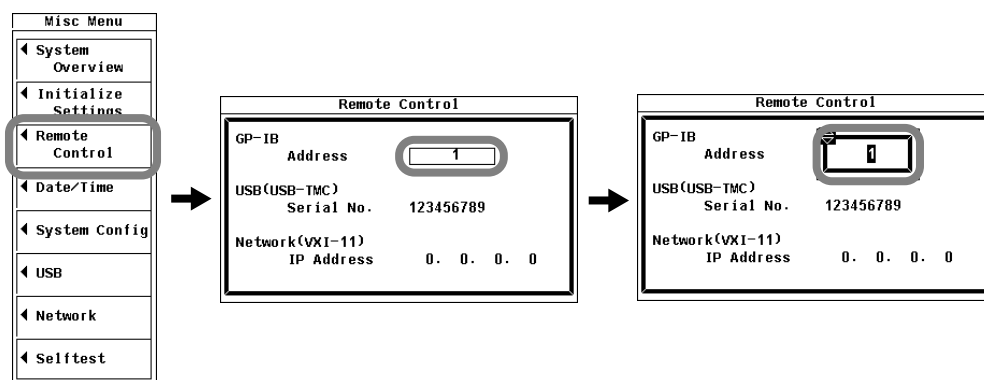 Misc Menu
System
Overview
Initialize
Settings
Remote
Control
Date/Time
System Config
USB
Network
Selftest
Remote Control
GP-IB
Address 1
USB(USB-TMC)
Serial No. 123456789
Network(VXI-11)
IP Address 0. 0. 0. 0
Remote Control
GP-IB
Address 1
USB(USB-TMC)
Serial No. 123456789
Network(VXI-11)
IP Address 0. 0. 0. 0